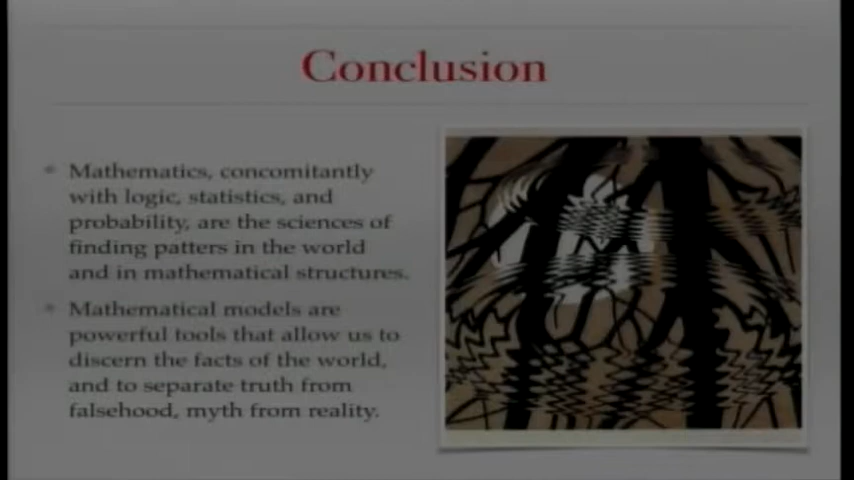 Conclusion
Mathematics, concomitantly
with logic, statistics, and
probability, are the sciences of
finding patters in the world
and in mathematical structures.
Mathematical models are
powerful tools that allow us to
discern the facts of the world,
and to separate truth from
falsehood, myth from reality.